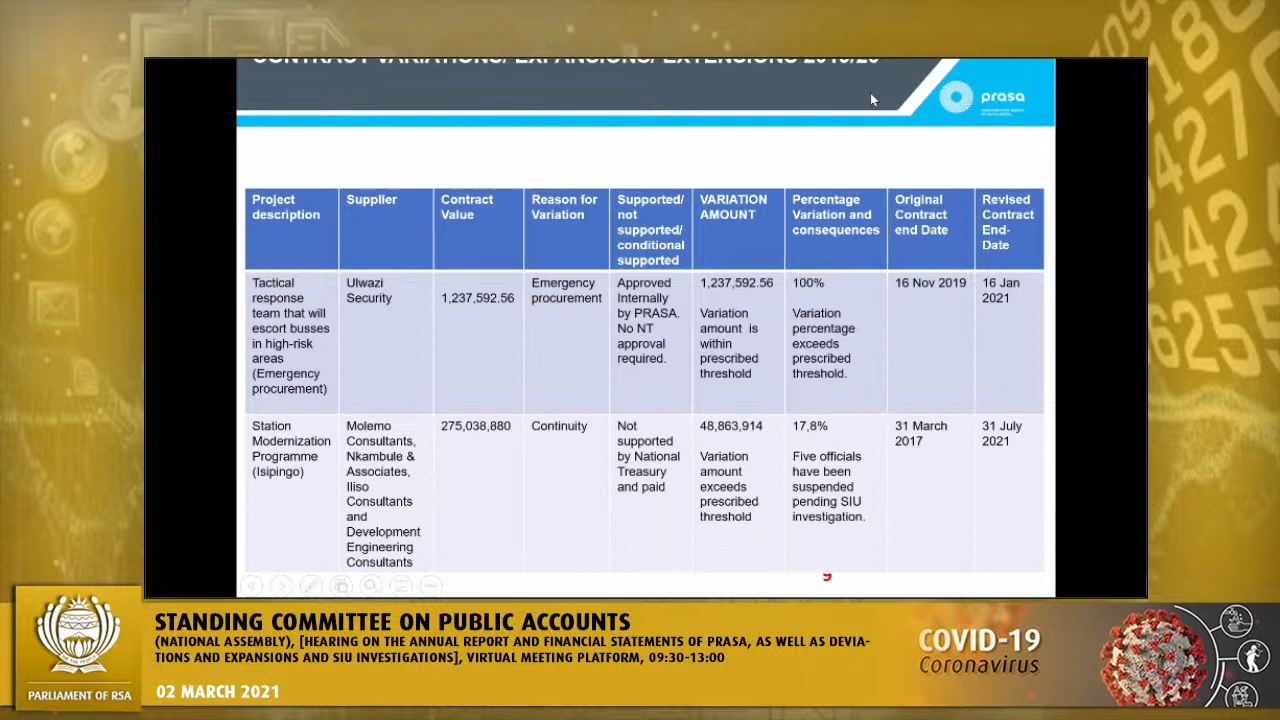 CONTRACT VARIATIONS/ EXPANSIONS/ EXTENSIONS 2019/20
prasa
Project description
Supplier
Contract Value
Reason for Variation
Supported/ not supported/ conditional supported
VARIATION AMOUNT
Percentage Variation and consequences
Original Contract end Date
Revised Contract End-Date
Tactical response team that will escort busses in high-risk areas (Emergency procurement)
Ulwazi Security
1,237,592.56
Emergency procurement
Approved Internally by PRASA. No NT approval required.
1,237,592.56
Variation amount is within prescribed threshold
100%
Variation percentage exceeds prescribed threshold.
16 Nov 2019
16 Jan 2021
Station Modernization Programme (Isipingo)
Molemo Consultants, Nkambule & Associates, Iliso Consultants and Development Engineering Consultants
275,038,880
Continuity
Not supported by National Treasury and paid
48,863,914
Variation amount exceeds prescribed threshold
17,8%
Five officials have been suspended pending SIU investigation.
31 March 2017
31 July 2021
9
STANDING COMMITTEE ON PUBLIC ACCOUNTS
(NATIONAL ASSEMBLY), [HEARING ON THE ANNUAL REPORT AND FINANCIAL STATEMENTS OF PRASA, AS WELL AS DEVIA-
TIONS AND EXPANSIONS AND SIU INVESTIGATIONS], VIRTUAL MEETING PLATFORM, 09:30-13:00
PARLIAMENT OF RSA
02 MARCH 2021
COVID-19
Coronavirus